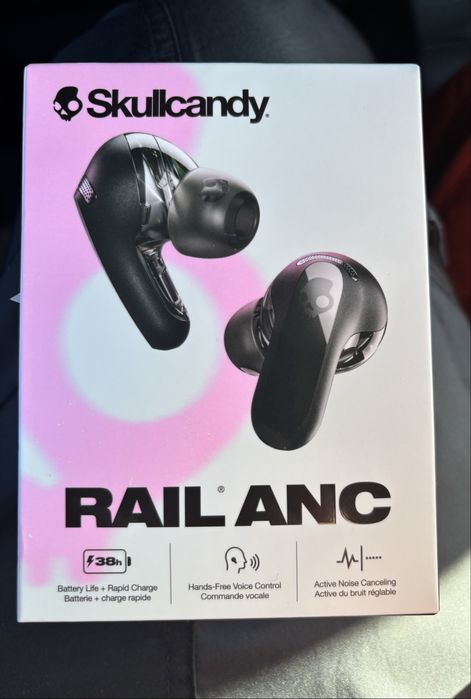 Skullcandy®
RAIL® ANC
38h
Battery Life + Rapid Charge
Batterie + charge rapide
Hands-Free Voice Control
Commande vocale
Active Noise Canceling
Active du bruit réglable